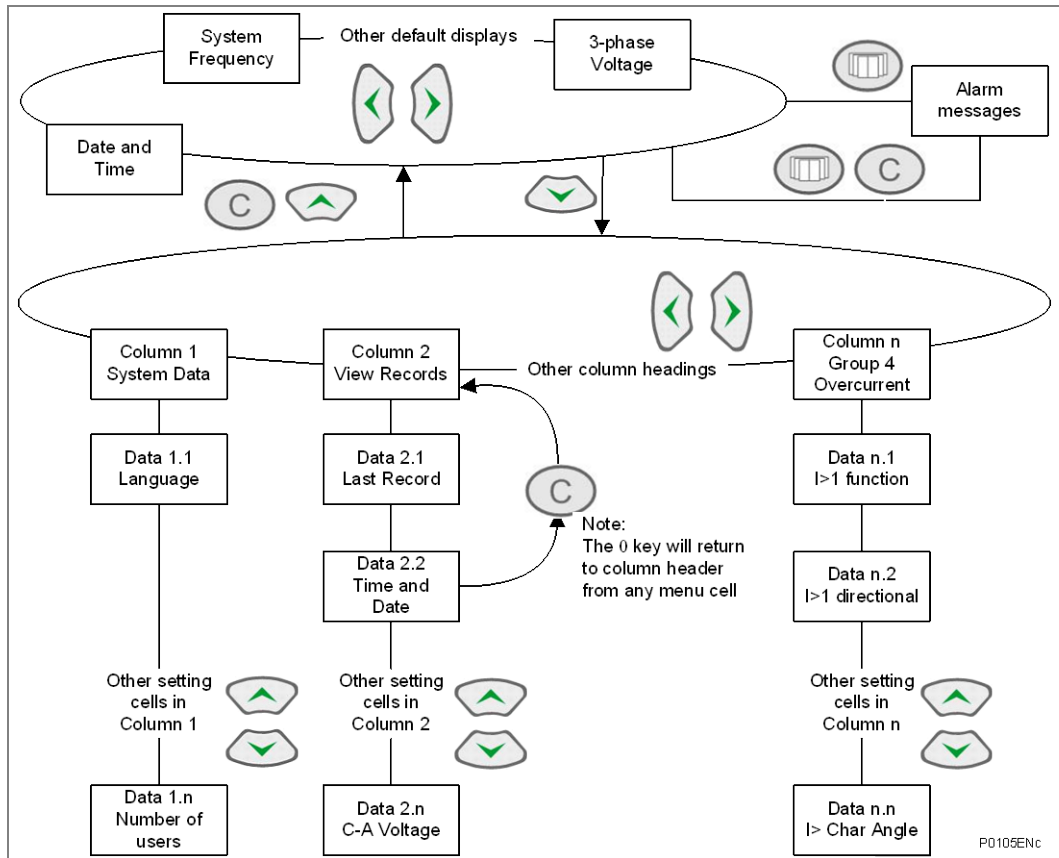 System
Frequency
Other default displays
3-phase
Voltage
Alarm
messages
Date and
Time
C
C
Column 1
System Data
Column 2
View Records
Other column headings
Column n
Group 4
Overcurrent
Data 1.1
Language
Data 2.1
Last Record
C
Data n.1
I>1 function
Note:
The 0 key will return
to column header
from any menu cell
Data 2.2
Time and
Date
Data n.2
I>1 directional
Other setting
cells in
Column 1
Other setting
cells in
Column 2
Other setting
cells in
Column n
Data 1.n
Number of
users
Data 2.n
C-A Voltage
Data n.n
I> Char Angle
P0105ENc